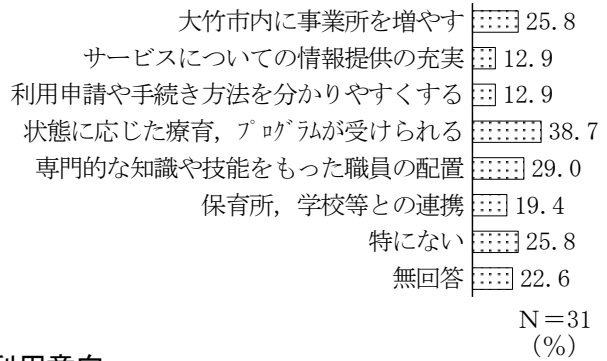 大竹市内に事業所を増やす 25.8
サービスについての情報提供の充実 12.9
利用申請や手続き方法を分かりやすくする 12.9
状態に応じた療育，ﾌﾟﾛｸﾞﾗﾑが受けられる 38.7
専門的な知識や技能をもった職員の配置 29.0
保育所，学校等との連携 19.4
特にない 25.8
無回答 22.6
N＝31
(%)